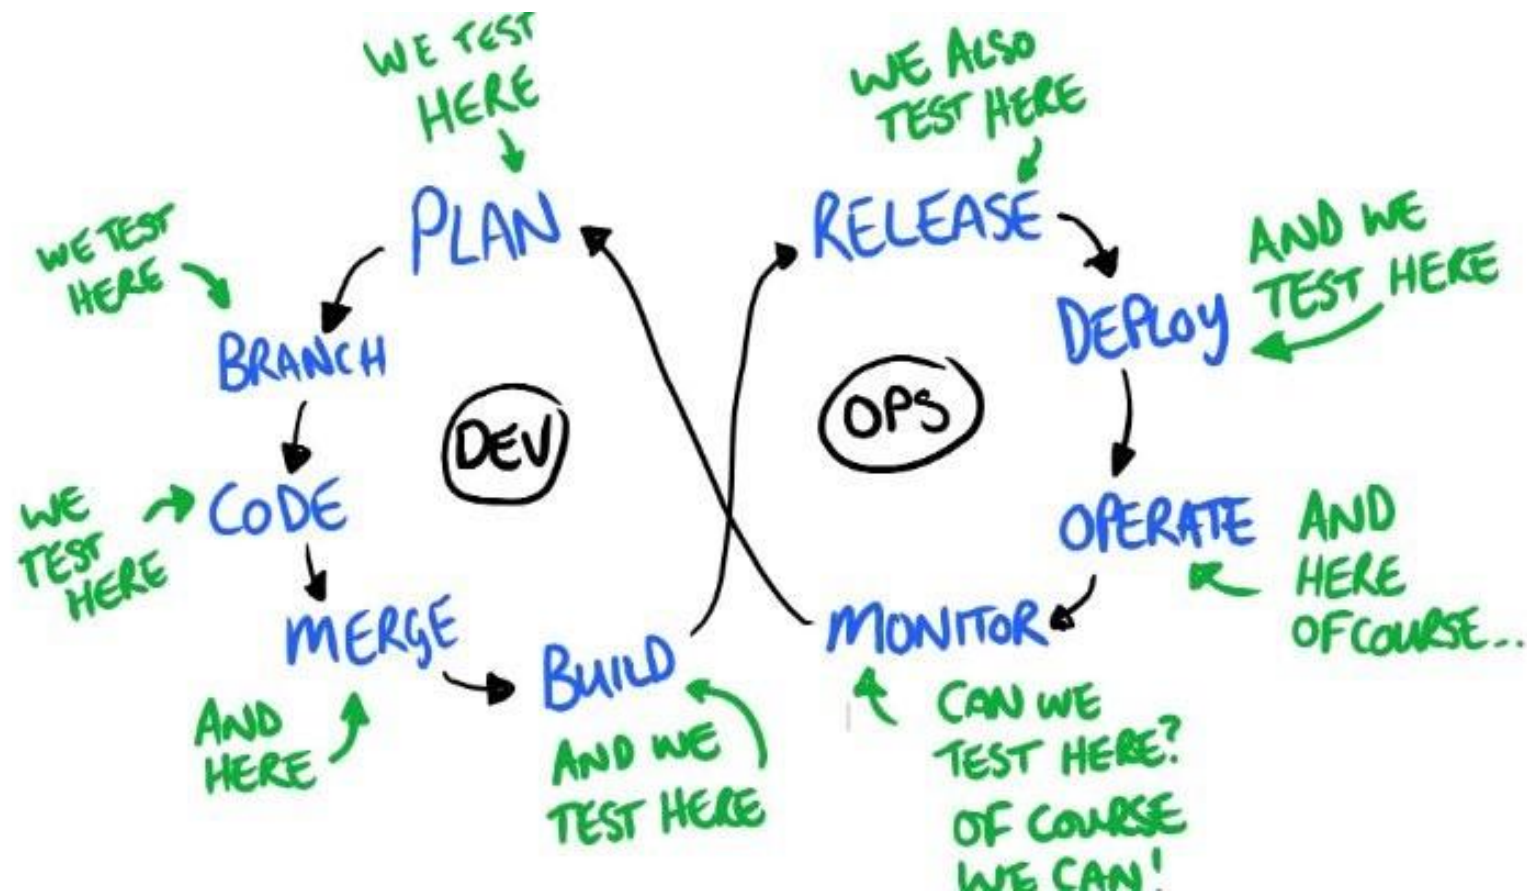 WE TEST
HERE
PLAN
WE TEST
HERE
BRANCH
WE
TEST
HERE
CODE
DEV
MERGE
AND
HERE
BUILD
AND WE
TEST HERE
WE ALSO
TEST HERE
RELEASE
AND WE
TEST HERE
DEPLOY
OPS
OPERATE
AND
HERE
OF COURSE...
MONITOR
CAN WE
TEST HERE?
OF COURSE
WE CAN!